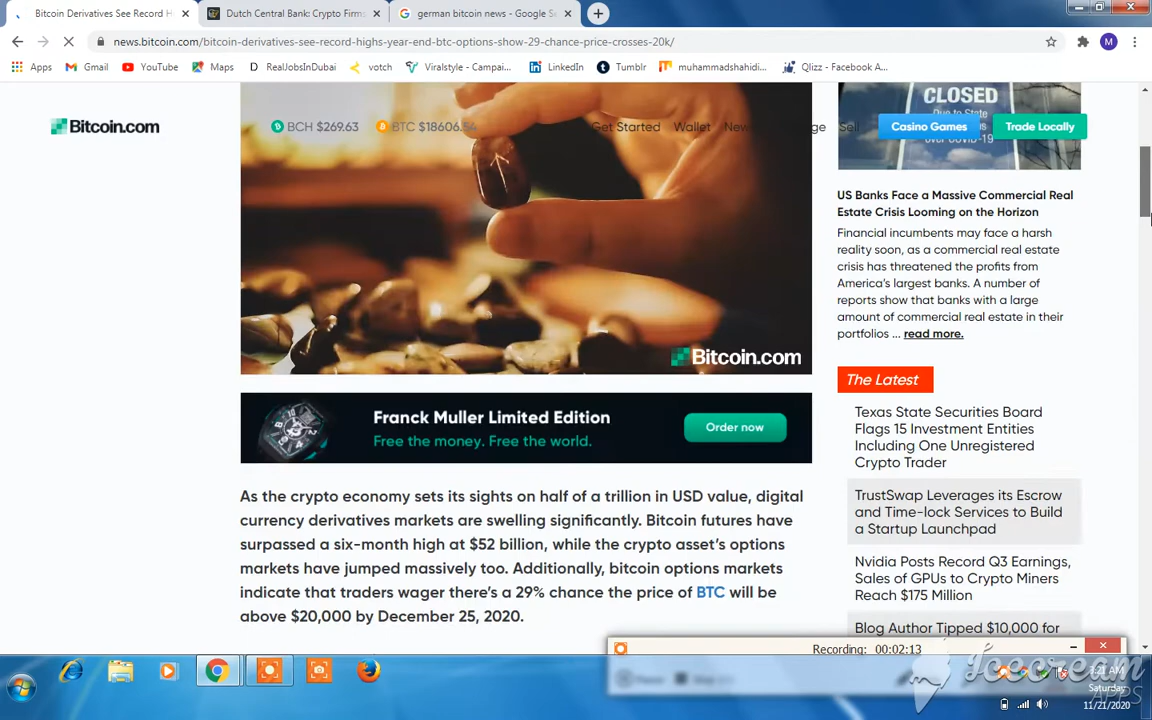 Bitcoin Derivatives See Record H
Dutch Central Bank: Crypto Firms
german bitcoin news - Google Se
news.bitcoin.com/bitcoin-derivatives-see-record-highs-year-end-btc-options-show-29-chance-price-crosses-20k/
M
Apps
Gmail
YouTube
Maps
RealJobsInDubai
votch
Viralstyle - Campai...
LinkedIn
Tumblr
muhammadshahidi...
Qlizz - Facebook A...
Bitcoin.com
BCH $269.63
BTC $18606.54
Get Started
Wallet
Sell
Casino Games
Trade Locally
CLOSED
Due to State
over COVID-19
Bitcoin.com
Franck Muller Limited Edition
Free the money. Free the world.
Order now
As the crypto economy sets its sights on half of a trillion in USD value, digital
currency derivatives markets are swelling significantly. Bitcoin futures have
surpassed a six-month high at $52 billion, while the crypto asset's options
markets have jumped massively too. Additionally, bitcoin options markets
indicate that traders wager there's a 29% chance the price of BTC will be
above $20,000 by December 25, 2020.
US Banks Face a Massive Commercial Real
Estate Crisis Looming on the Horizon
Financial incumbents may face a harsh
reality soon, as a commercial real estate
crisis has threatened the profits from
America's largest banks. A number of
reports show that banks with a large
amount of commercial real estate in their
portfolios ... read more.
The Latest
Texas State Securities Board
Flags 15 Investment Entities
Including One Unregistered
Crypto Trader
TrustSwap Leverages its Escrow
and Time-lock Services to Build
a Startup Launchpad
Nvidia Posts Record Q3 Earnings,
Sales of GPUs to Crypto Miners
Reach $175 Million
Blog Author Tipped $10,000 for
Recording: 00:02:13
Pause
Icecream
APPS
Saturday
11/21/2020